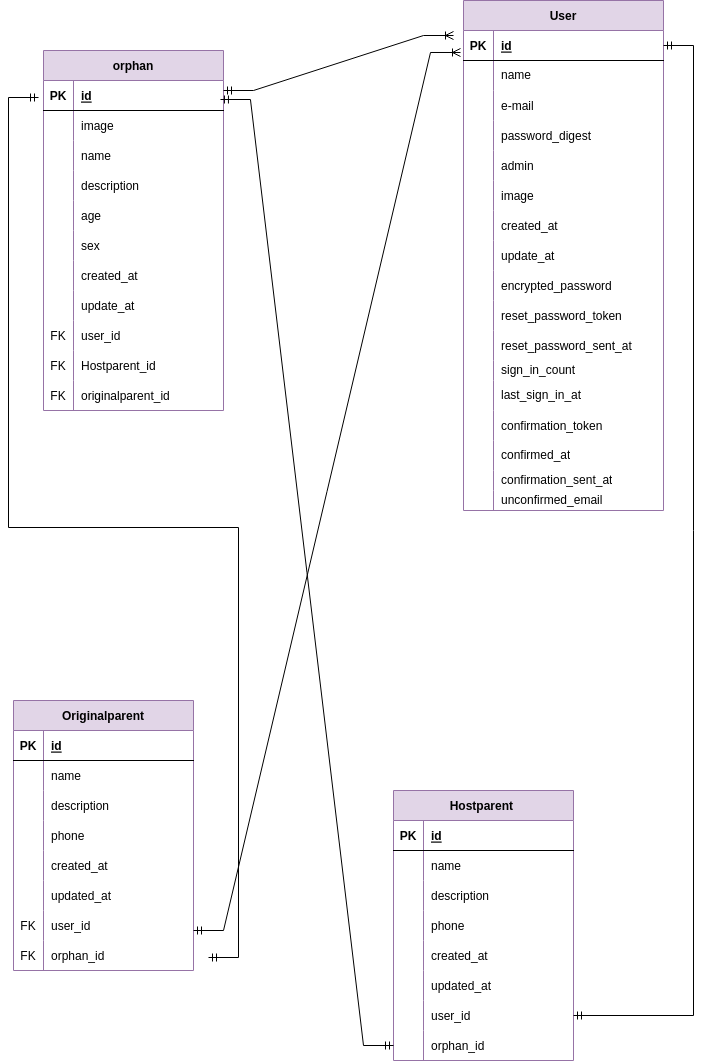 orphan
PK id
image
name
description
age
sex
created_at
update_at
FK user_id
FK Hostparent_id
FK originalparent_id
User
PK id
name
e-mail
password_digest
admin
image
created_at
update_at
encrypted_password
reset_password_token
reset_password_sent_at
sign_in_count
last_sign_in_at
confirmation_token
confirmed_at
confirmation_sent_at
unconfirmed_email
Originalparent
PK id
name
description
phone
created_at
updated_at
FK user_id
FK orphan_id
Hostparent
PK id
name
description
phone
created_at
updated_at
user_id
orphan_id